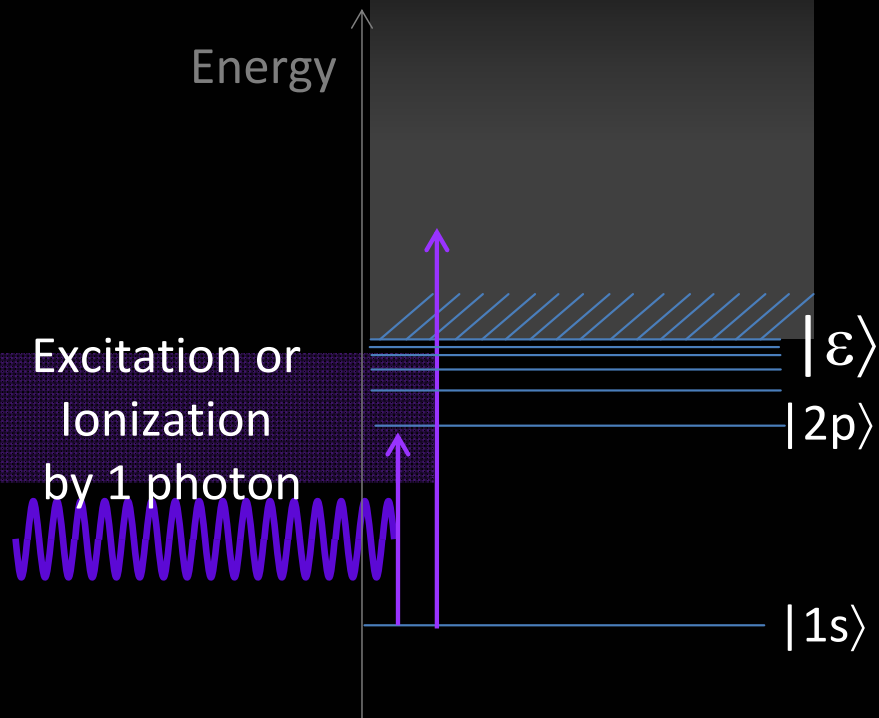 Energy
Excitation or
Ionization
by 1 photon
|ε⟩
|2p⟩
|1s⟩